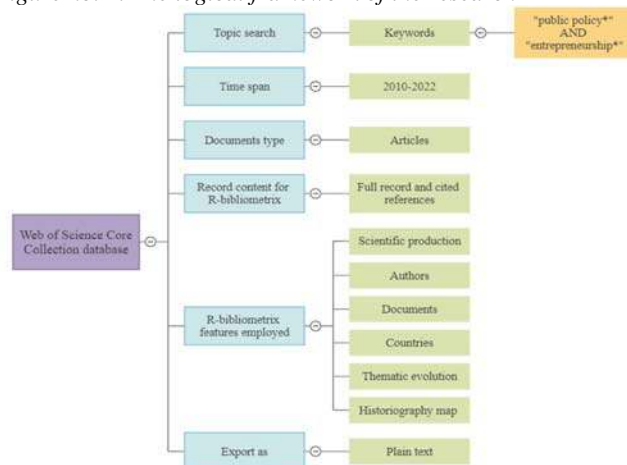 Topic search
Keywords
"public policy*"
AND
"entrepreneurship*"
Time span
2010-2022
Documents type
Articles
Record content for
R-bibliometrix
Full record and cited
references
Web of Science Core
Collection database
R-bibliometrix
features employed
Scientific production
Authors
Documents
Countries
Thematic evolution
Historiography map
Export as
Plain text